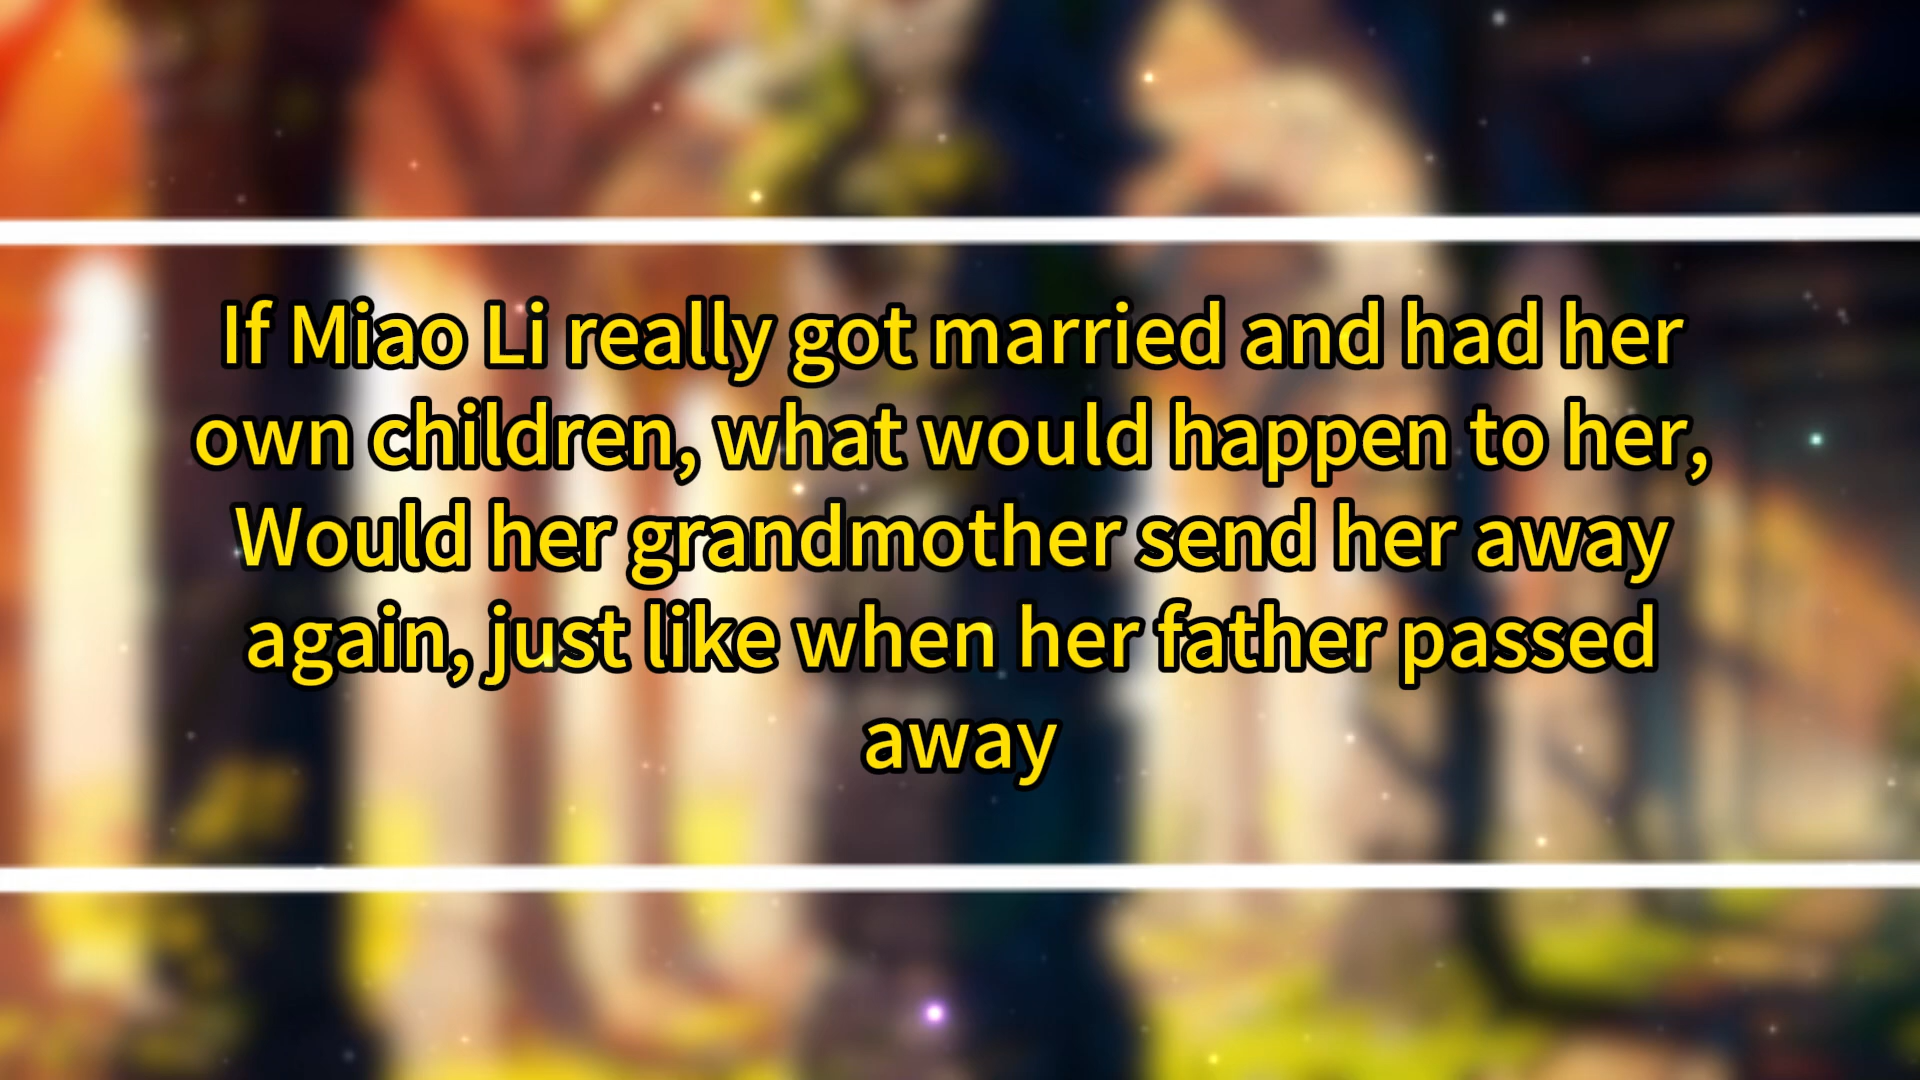 If Miao Li really got married and had her
own children, what would happen to her,
Would her grandmother send her away
again, just like when her father passed
away